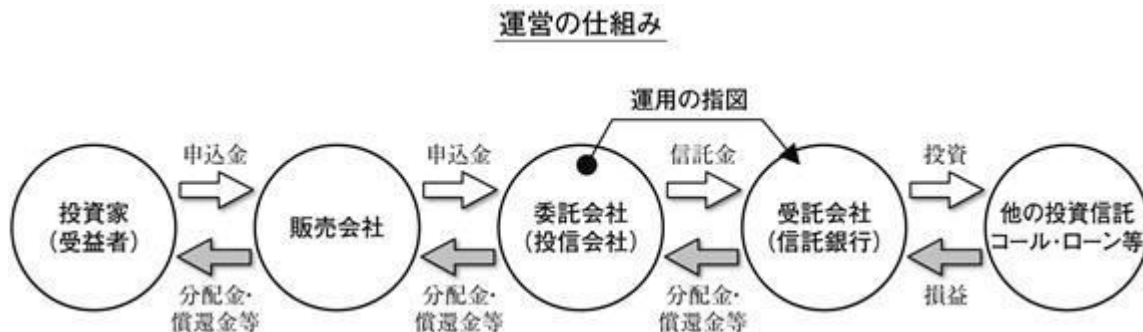 運営の仕組み
運用の指図
申込金
申込金
信託金
投資
投資家
(受益者)
販売会社
委託会社
(投信会社)
受託会社
(信託銀行)
他の投資信託
コール・ローン等
分配金・
償還金等
分配金・
償還金等
分配金・
償還金等
損益